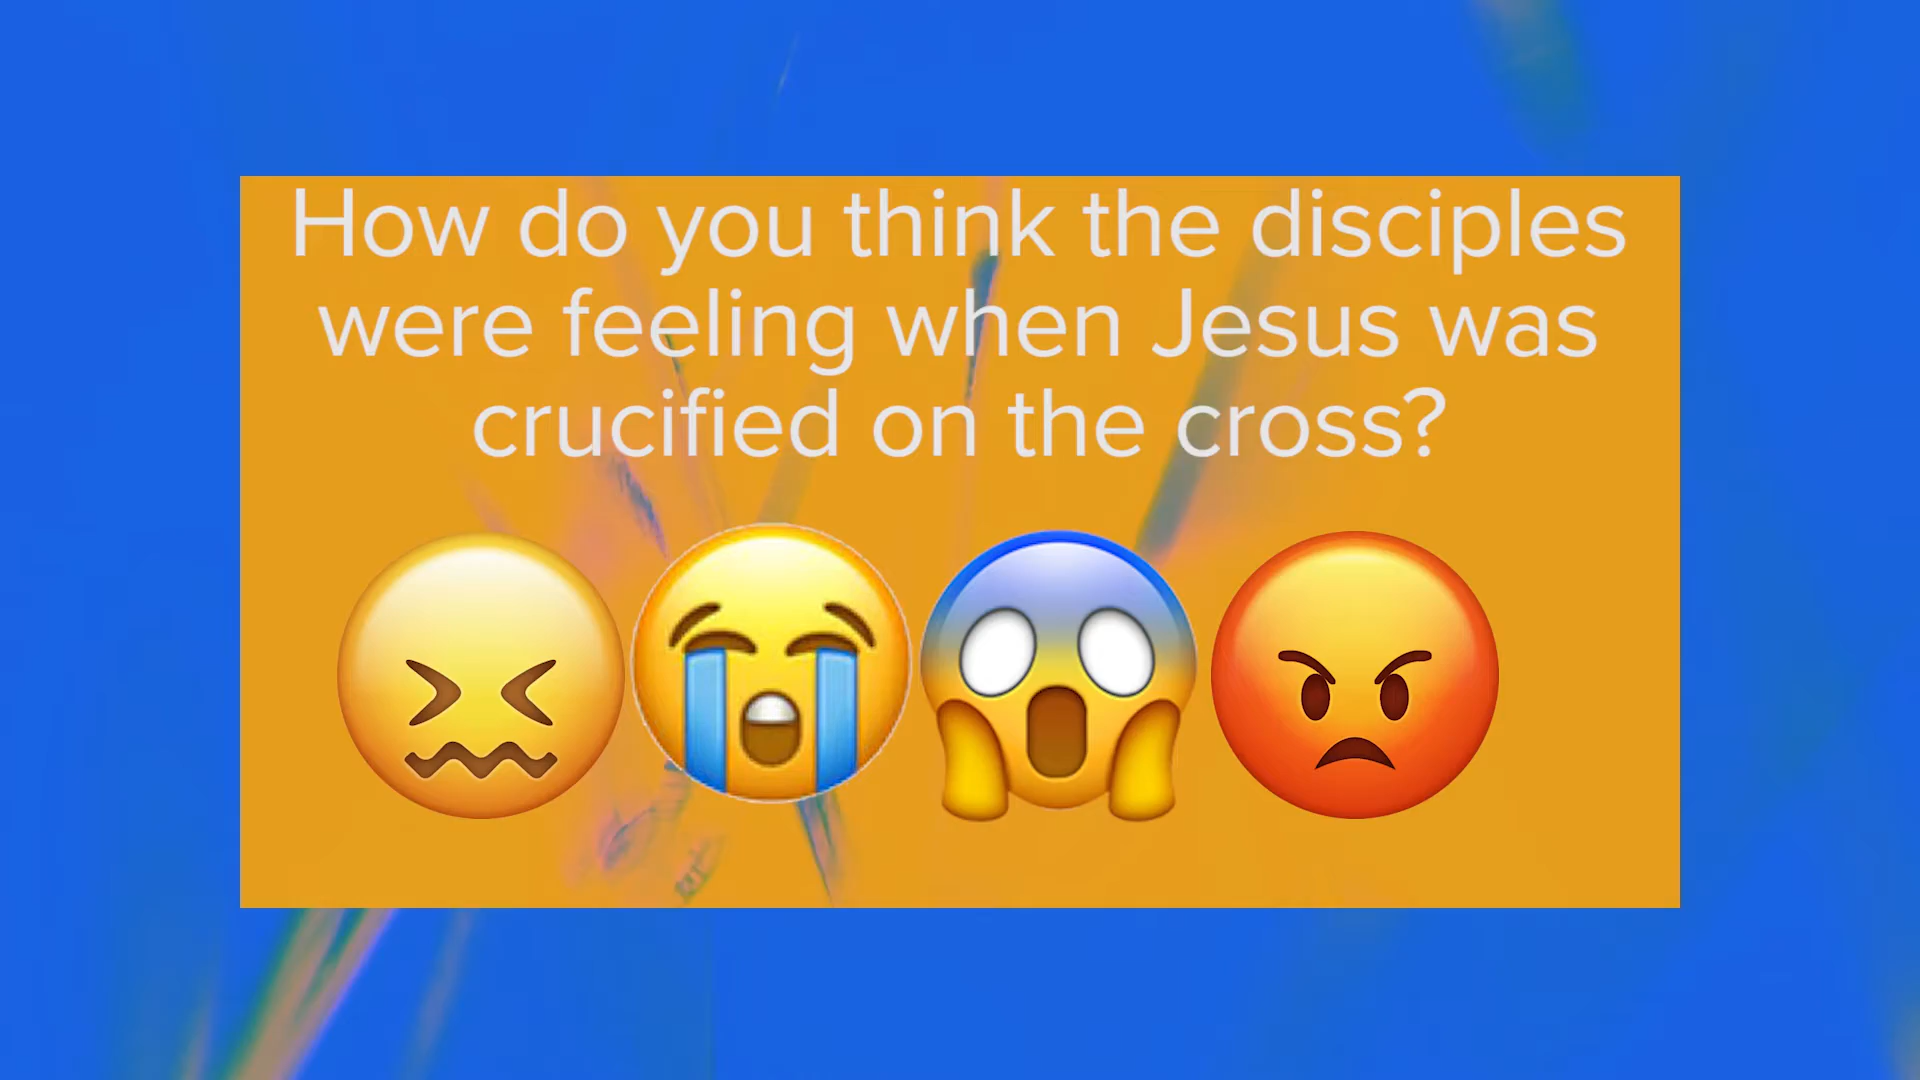 How do you think the disciples
were feeling when Jesus was
crucified on the cross?